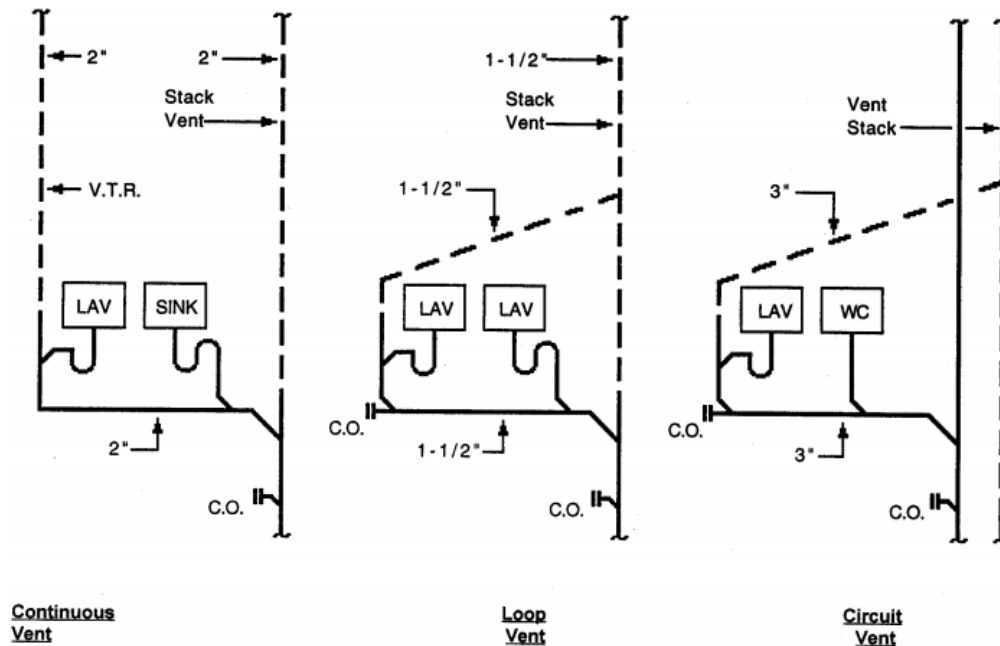 2"
2"
Stack
Vent
V.T.R.
LAV
SINK
2"
C.O.
Continuous
Vent
1-1/2"
Stack
Vent
1-1/2"
LAV
LAV
C.O.
1-1/2"
C.O.
Loop
Vent
Vent
Stack
3"
LAV
WC
C.O.
3"
C.O.
Circuit
Vent